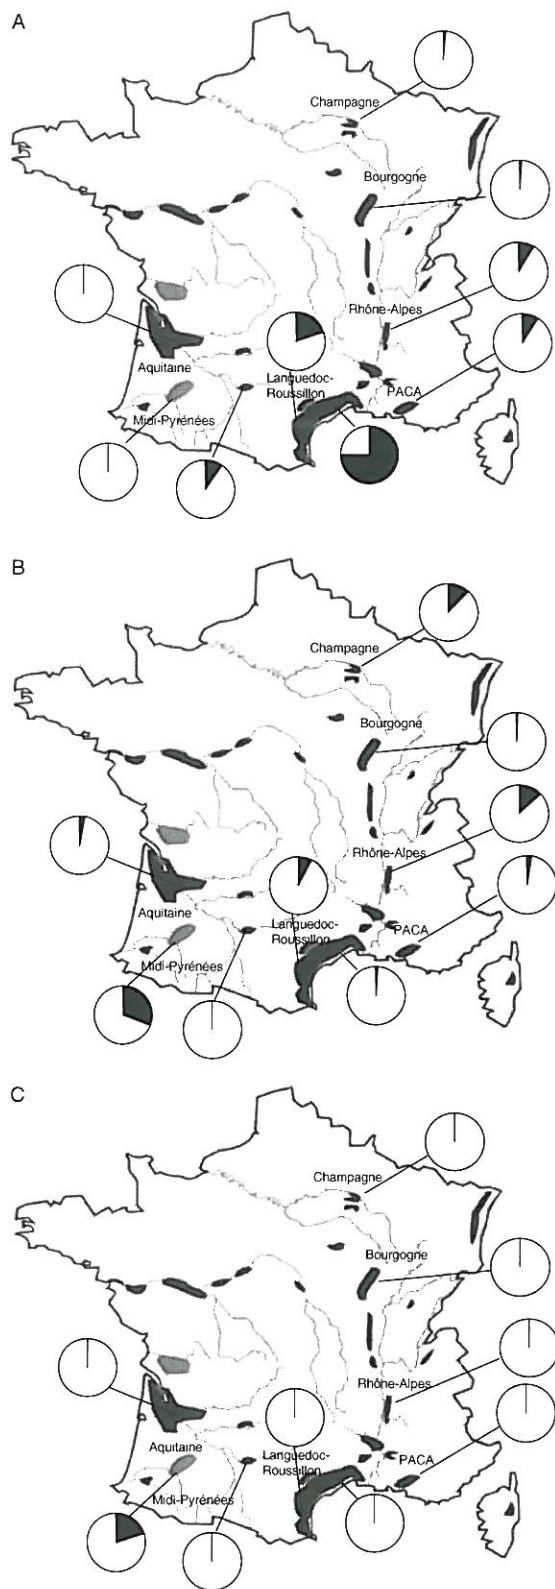 A
Champagne
Bourgogne
Rhône-Alpes
Languedoc-
Roussillon
PACA
Aquitaine
Midi-Pyrénées
B
Champagne
Bourgogne
Rhône-Alpes
Aquitaine
Languedoc-
Roussillon
PACA
Midi-Pyrénées
C
Champagne
Bourgogne
Rhône-Alpes
Aquitaine
Languedoc-
Roussillon
PACA
Midi-Pyrénées